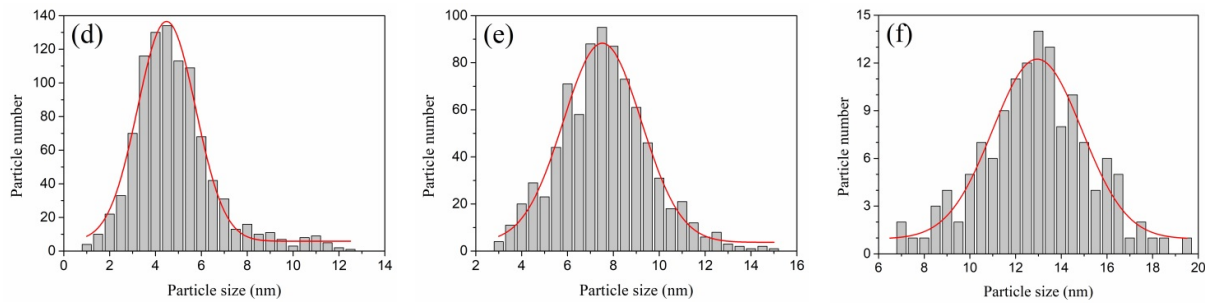 (d)
140
120
100
80
60
40
20
0
Particle number
0 2 4 6 8 10 12 14
Particle size (nm)
(e)
100
80
60
40
20
0
Particle number
2 4 6 8 10 12 14 16
Particle size (nm)
(f)
15
12
9
6
3
0
Particle number
6 8 10 12 14 16 18 20
Particle size (nm)